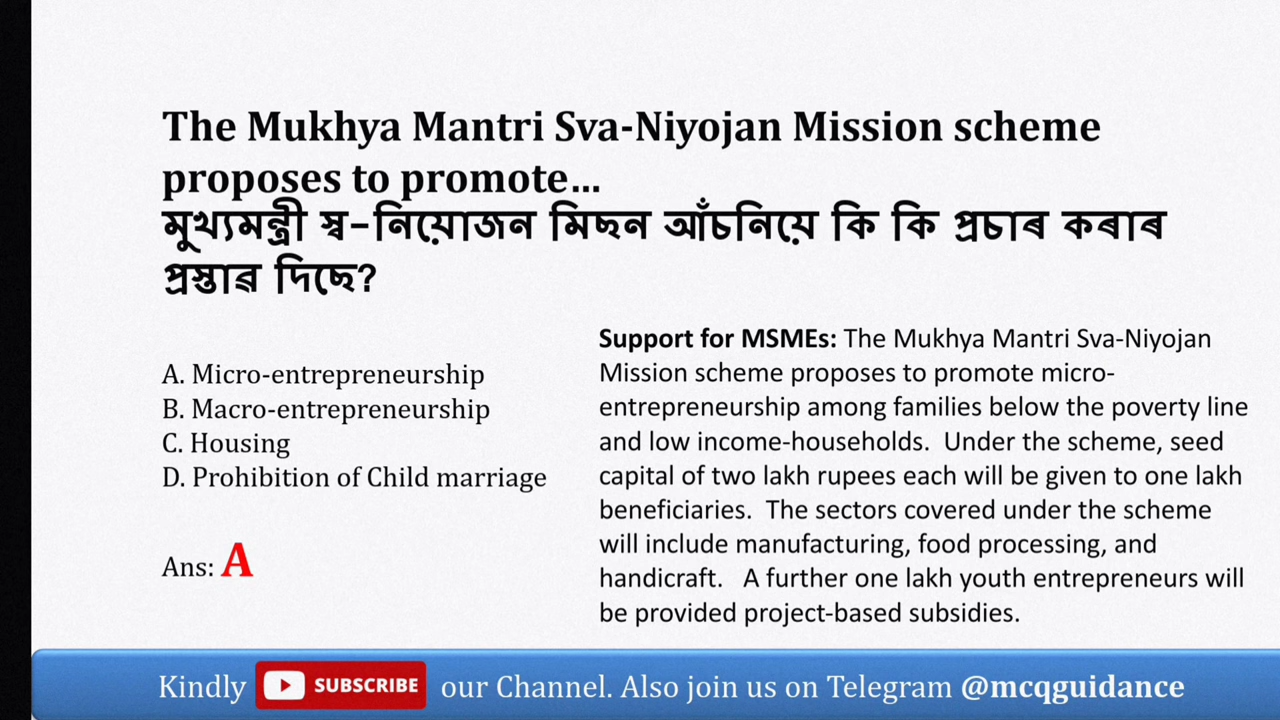 The Mukhya Mantri Sva-Niyojan Mission scheme
proposes to promote...
মুখ্যমন্ত্ৰী স্ব-নিয়োজন মিছন আঁচনিয়ে কি কি প্ৰচাৰ কৰাৰ
প্ৰস্তাৱ দিছে?
A. Micro-entrepreneurship
B. Macro-entrepreneurship
C. Housing
D. Prohibition of Child marriage
Ans: A
Support for MSMEs: The Mukhya Mantri Sva-Niyojan
Mission scheme proposes to promote micro-
entrepreneurship among families below the poverty line
and low income-households. Under the scheme, seed
capital of two lakh rupees each will be given to one lakh
beneficiaries. The sectors covered under the scheme
will include manufacturing, food processing, and
handicraft. A further one lakh youth entrepreneurs will
be provided project-based subsidies.
Kindly SUBSCRIBE our Channel. Also join us on Telegram @mcqguidance